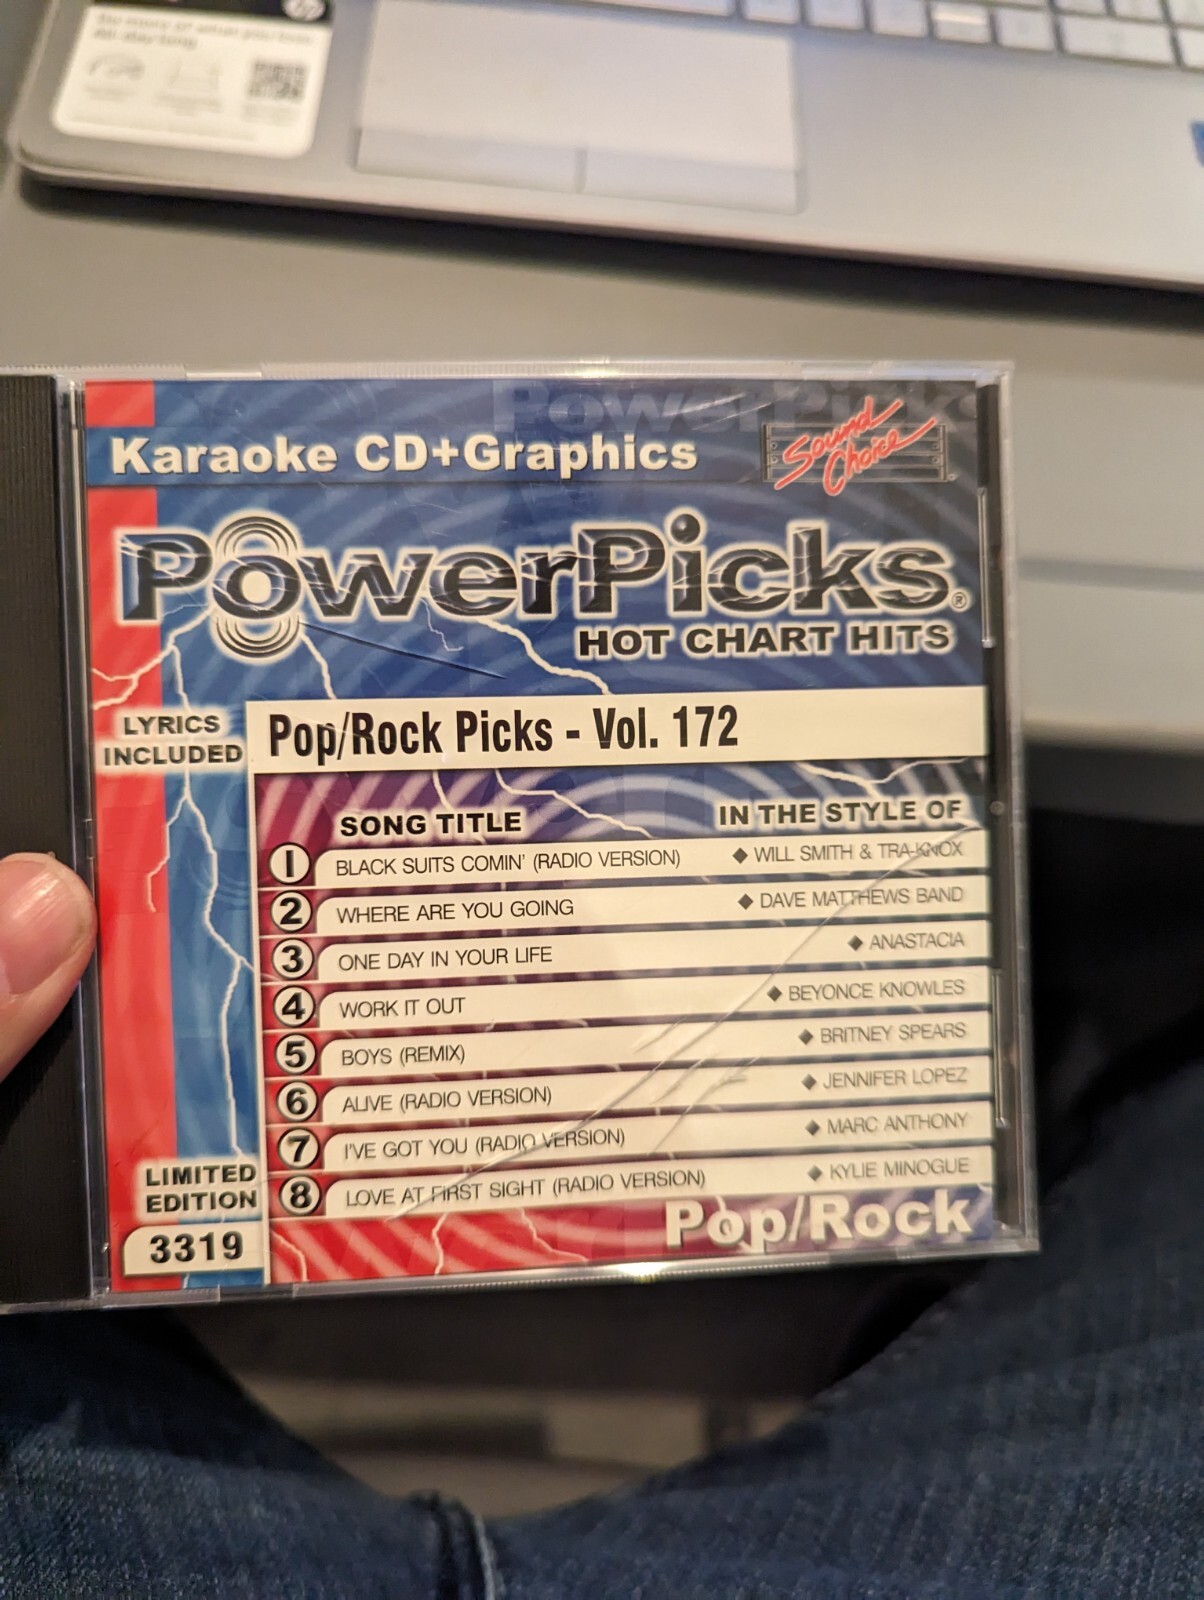 hp
Karaoke CD+Graphics
PowerPicks
Sound
Choice
PowerPicks®
HOT CHART HITS
LYRICS
INCLUDED
Pop/Rock Picks - Vol. 172
SONG TITLE IN THE STYLE OF
1 BLACK SUITS COMIN' (RADIO VERSION) ◆ WILL SMITH & TRA-KNOX
2 WHERE ARE YOU GOING ◆ DAVE MATTHEWS BAND
3 ONE DAY IN YOUR LIFE ◆ ANASTACIA
4 WORK IT OUT ◆ BEYONCE KNOWLES
5 BOYS (REMIX) ◆ BRITNEY SPEARS
6 ALIVE (RADIO VERSION) ◆ JENNIFER LOPEZ
7 I'VE GOT YOU (RADIO VERSION) ◆ MARC ANTHONY
8 LOVE AT FIRST SIGHT (RADIO VERSION) ◆ KYLIE MINOGUE
LIMITED
EDITION
3319
Pop/Rock